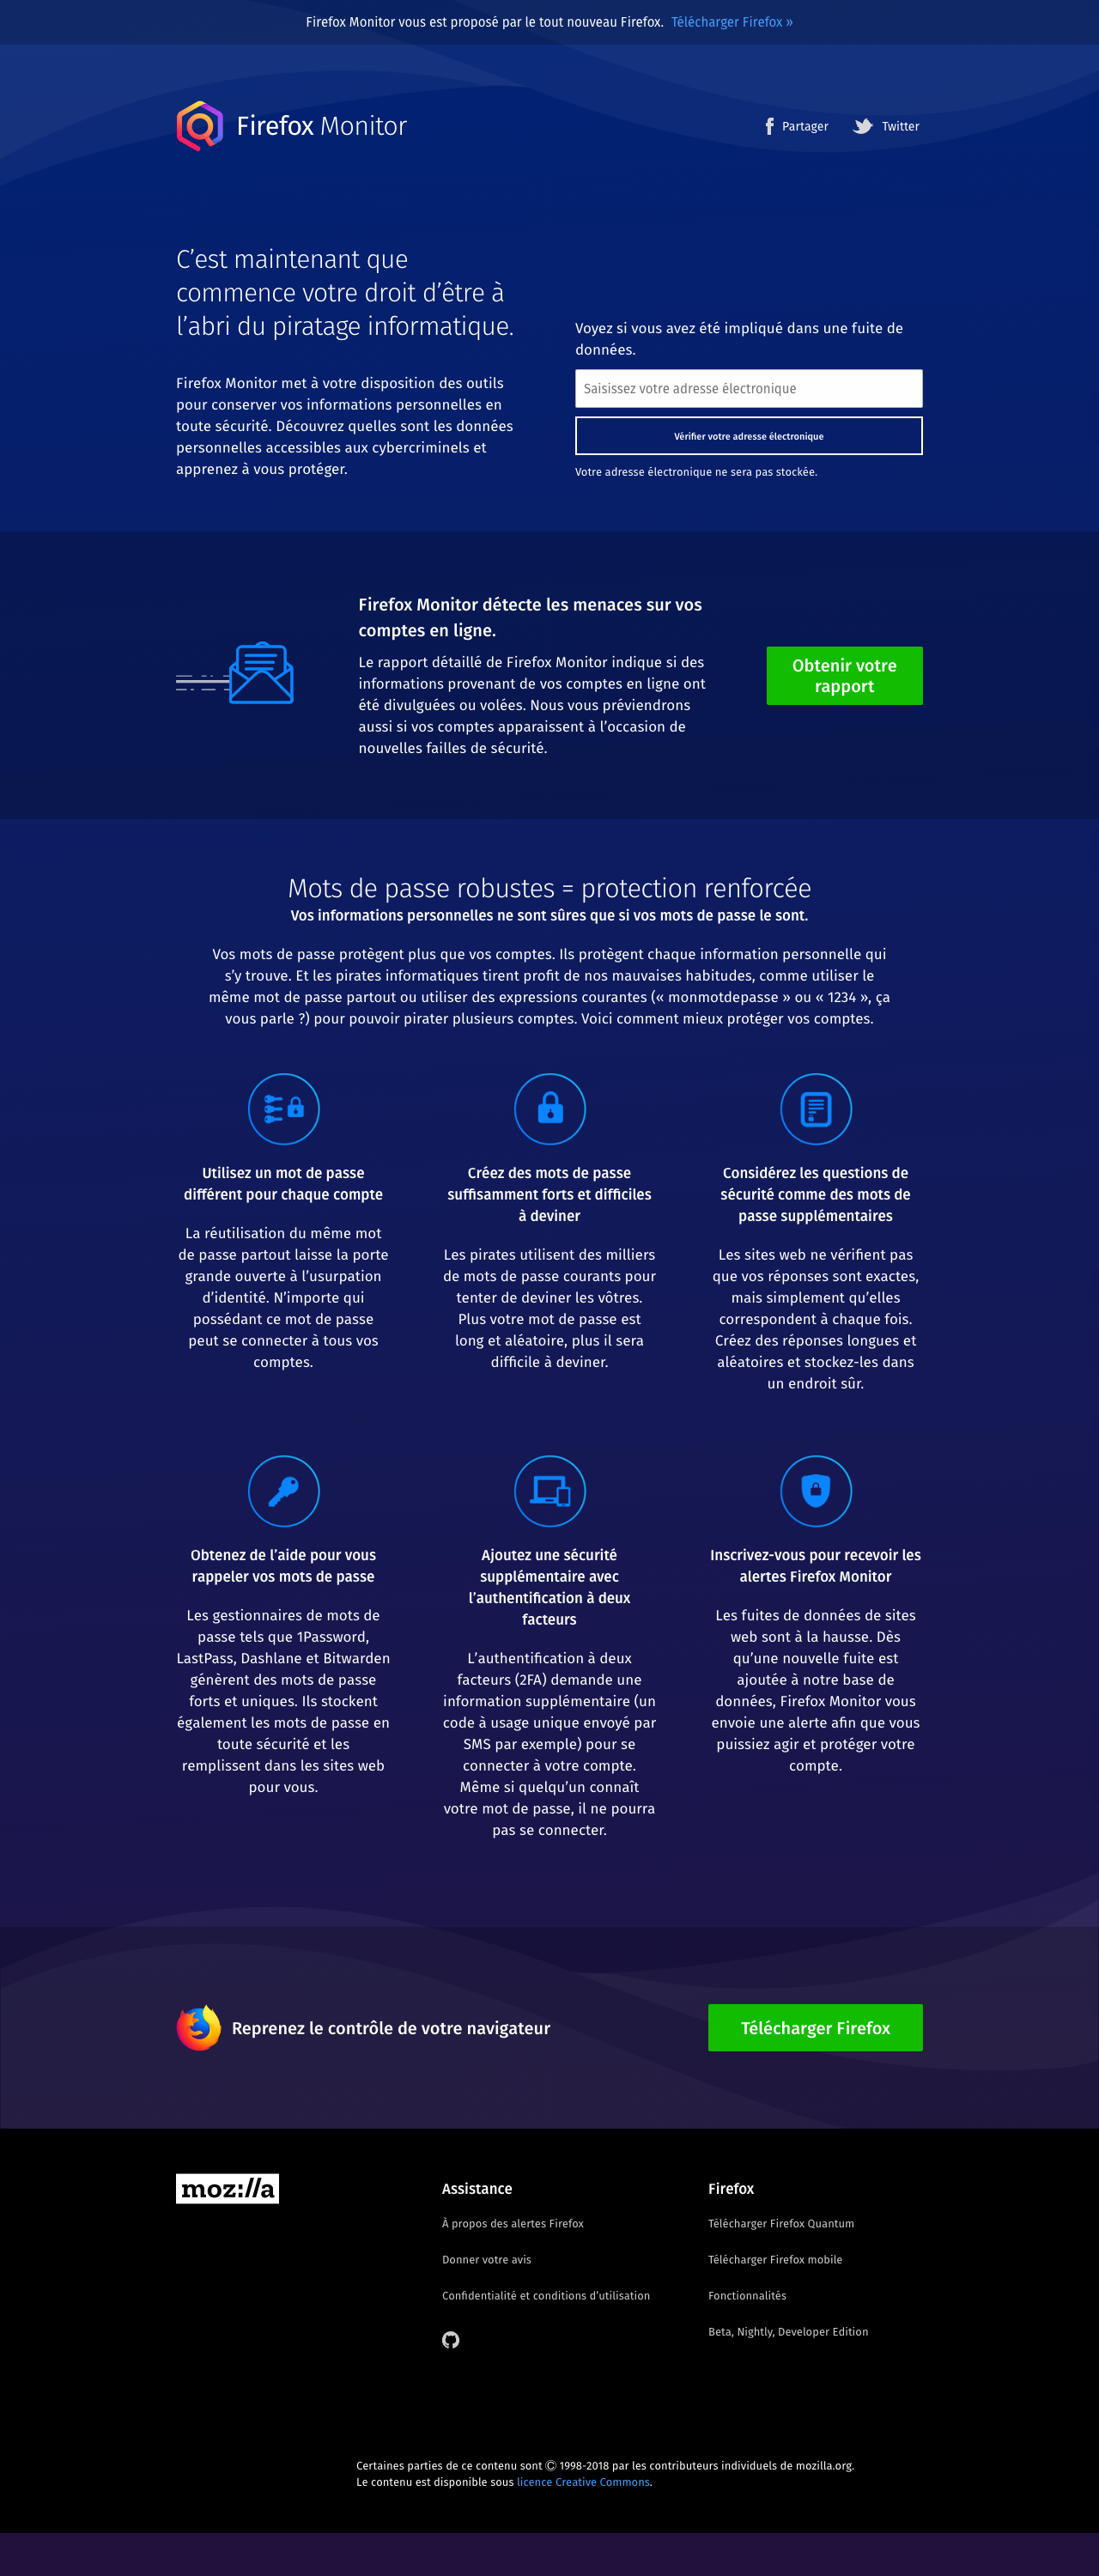 Firefox Monitor vous est proposé par le tout nouveau Firefox. Télécharger Firefox »
Firefox Monitor
Partager
Twitter
C’est maintenant que
commence votre droit d’être à
l’abri du piratage informatique.
Firefox Monitor met à votre disposition des outils
pour conserver vos informations personnelles en
toute sécurité. Découvrez quelles sont les données
personnelles accessibles aux cybercriminels et
apprenez à vous protéger.
Voyez si vous avez été impliqué dans une fuite de
données.
Saisissez votre adresse électronique
Vérifier votre adresse électronique
Votre adresse électronique ne sera pas stockée.
Firefox Monitor détecte les menaces sur vos
comptes en ligne.
Le rapport détaillé de Firefox Monitor indique si des
informations provenant de vos comptes en ligne ont
été divulguées ou volées. Nous vous préviendrons
aussi si vos comptes apparaissent à l’occasion de
nouvelles failles de sécurité.
Obtenir votre
rapport
Mots de passe robustes = protection renforcée
Vos informations personnelles ne sont sûres que si vos mots de passe le sont.
Vos mots de passe protègent plus que vos comptes. Ils protègent chaque information personnelle qui
s’y trouve. Et les pirates informatiques tirent profit de nos mauvaises habitudes, comme utiliser le
même mot de passe partout ou utiliser des expressions courantes (« monmotdepasse » ou « 1234 », ça
vous parle ?) pour pouvoir pirater plusieurs comptes. Voici comment mieux protéger vos comptes.
Utilisez un mot de passe
différent pour chaque compte
La réutilisation du même mot
de passe partout laisse la porte
grande ouverte à l’usurpation
d’identité. N’importe qui
possédant ce mot de passe
peut se connecter à tous vos
comptes.
Créez des mots de passe
suffisamment forts et difficiles
à deviner
Les pirates utilisent des milliers
de mots de passe courants pour
tenter de deviner les vôtres.
Plus votre mot de passe est
long et aléatoire, plus il sera
difficile à deviner.
Considérez les questions de
sécurité comme des mots de
passe supplémentaires
Les sites web ne vérifient pas
que vos réponses sont exactes,
mais simplement qu’elles
correspondent à chaque fois.
Créez des réponses longues et
aléatoires et stockez-les dans
un endroit sûr.
Obtenez de l’aide pour vous
rappeler vos mots de passe
Les gestionnaires de mots de
passe tels que 1Password,
LastPass, Dashlane et Bitwarden
génèrent des mots de passe
forts et uniques. Ils stockent
également les mots de passe en
toute sécurité et les
remplissent dans les sites web
pour vous.
Ajoutez une sécurité
supplémentaire avec
l’authentification à deux
facteurs
L’authentification à deux
facteurs (2FA) demande une
information supplémentaire (un
code à usage unique envoyé par
SMS par exemple) pour se
connecter à votre compte.
Même si quelqu’un connaît
votre mot de passe, il ne pourra
pas se connecter.
Inscrivez-vous pour recevoir les
alertes Firefox Monitor
Les fuites de données de sites
web sont à la hausse. Dès
qu’une nouvelle fuite est
ajoutée à notre base de
données, Firefox Monitor vous
envoie une alerte afin que vous
puissiez agir et protéger votre
compte.
Reprenez le contrôle de votre navigateur
Télécharger Firefox
moz://a
Assistance
À propos des alertes Firefox
Donner votre avis
Confidentialité et conditions d’utilisation
Firefox
Télécharger Firefox Quantum
Télécharger Firefox mobile
Fonctionnalités
Beta, Nightly, Developer Edition
Certaines parties de ce contenu sont © 1998-2018 par les contributeurs individuels de mozilla.org.
Le contenu est disponible sous licence Creative Commons.